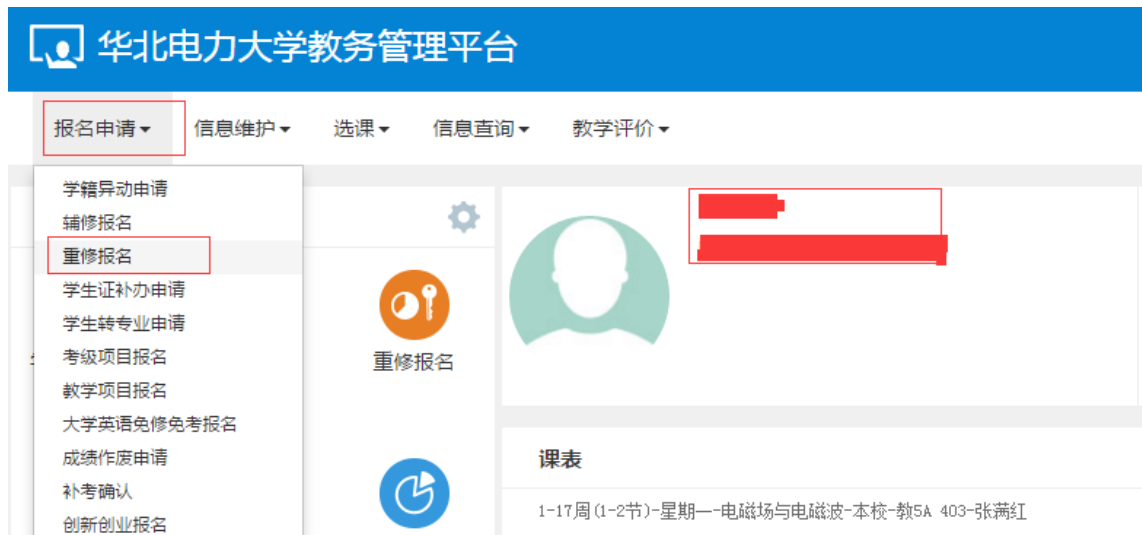 华北电力大学教务管理平台
报名申请 信息维护 选课 信息查询 教学评价
学籍异动申请
辅修报名
重修报名
学生证补办申请
学生转专业申请
考级项目报名
教学项目报名
大学英语免修免考报名
成绩作废申请
补考确认
创新创业报名
重修报名
课表
1-17周(1-2节)-星期一-电磁场与电磁波-本校-教5A 403-张满红